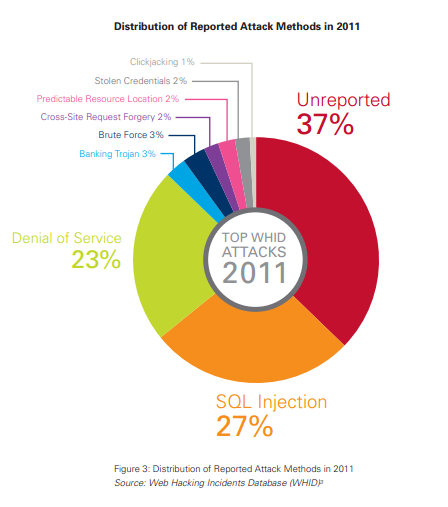 Distribution of Reported Attack Methods in 2011
Clickjacking 1%
Stolen Credentials 2%
Predictable Resource Location 2%
Cross-Site Request Forgery 2%
Brute Force 3%
Banking Trojan 3%
Unreported
37%
Denial of Service
23%
TOP WHID
ATTACKS
2011
SQL Injection
27%
Figure 3: Distribution of Reported Attack Methods in 2011
Source: Web Hacking Incidents Database (WHID)³